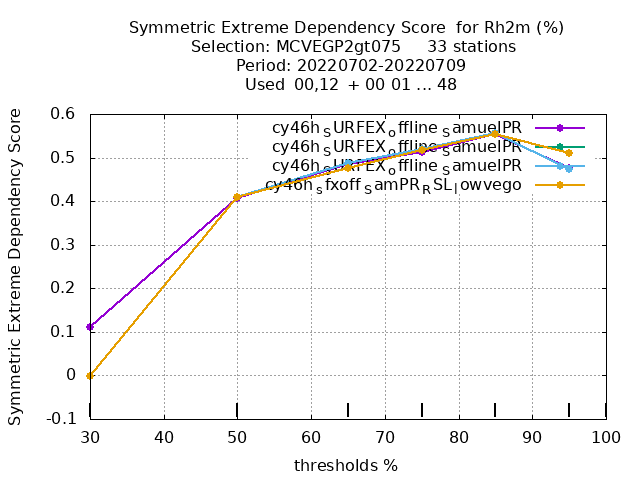 Symmetric Extreme Dependency Score  for Rh2m (%)
Selection: MCVEGP2gt075     33 stations
Period: 20220702-20220709
Used  00,12  + 00 01 ... 48
Symmetric Extreme Dependency Score
0.6
0.5
0.4
0.3
0.2
0.1
0
-0.1
cy46h_SURFEX_offline_SamuelPR
cy46h_SURFEX_offline_SamuelPR
cy46h_SURFEX_offline_SamuelPR
cy46h_sfxoff_SamPR_RSL_lowvego
30 40 50 60 70 80 90 100
thresholds %